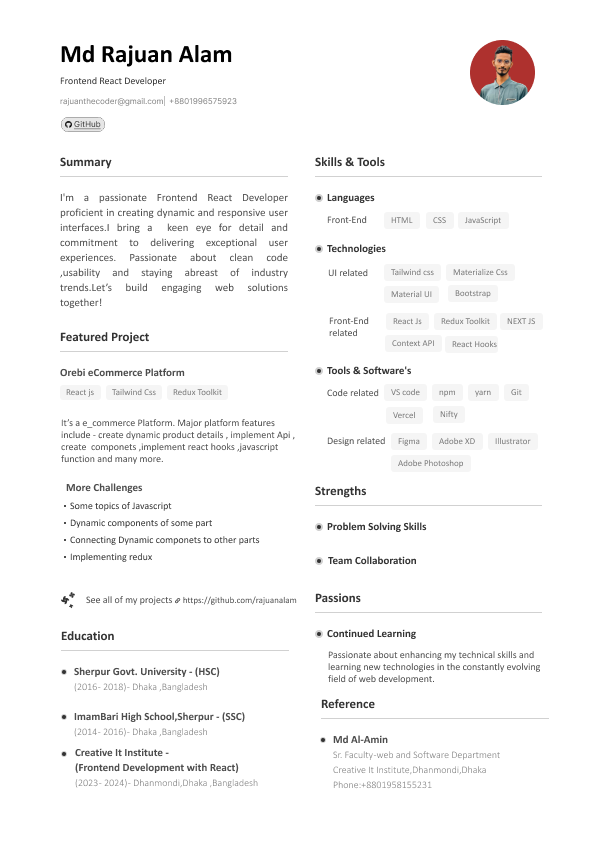 Md Rajuan Alam
Frontend React Developer
rajuanthecoder@gmail.com| +8801996575923
GitHub
Summary
I'm a passionate Frontend React Developer
proficient in creating dynamic and responsive user
interfaces.I bring a keen eye for detail and
commitment to delivering exceptional user
experiences. Passionate about clean code
,usability and staying abreast of industry
trends.Let's build engaging web solutions
together!
Featured Project
Orebi eCommerce Platform
React js Tailwind Css Redux Toolkit
It's a e_commerce Platform. Major platform features
include - create dynamic product details , implement Api ,
create componets ,implement react hooks ,javascript
function and many more.
More Challenges
• Some topics of Javascript
• Dynamic components of some part
• Connecting Dynamic componets to other parts
• Implementing redux
See all of my projects https://github.com/rajuanalam
Education
Sherpur Govt. University - (HSC)
(2016- 2018)- Dhaka ,Bangladesh
ImamBari High School,Sherpur - (SSC)
(2014- 2016)- Dhaka ,Bangladesh
Creative It Institute -
(Frontend Development with React)
(2023- 2024)- Dhanmondi,Dhaka ,Bangladesh
Skills & Tools
Languages
Front-End HTML CSS JavaScript
Technologies
UI related Tailwind css Materialize Css
Material UI Bootstrap
Front-End React Js Redux Toolkit NEXT JS
related Context API React Hooks
Tools & Software's
Code related VS code npm yarn Git
Vercel Nifty
Design related Figma Adobe XD Illustrator
Adobe Photoshop
Strengths
Problem Solving Skills
Team Collaboration
Passions
Continued Learning
Passionate about enhancing my technical skills and
learning new technologies in the constantly evolving
field of web development.
Reference
Md Al-Amin
Sr. Faculty-web and Software Department
Creative It Institute,Dhanmondi,Dhaka
Phone:+8801958155231